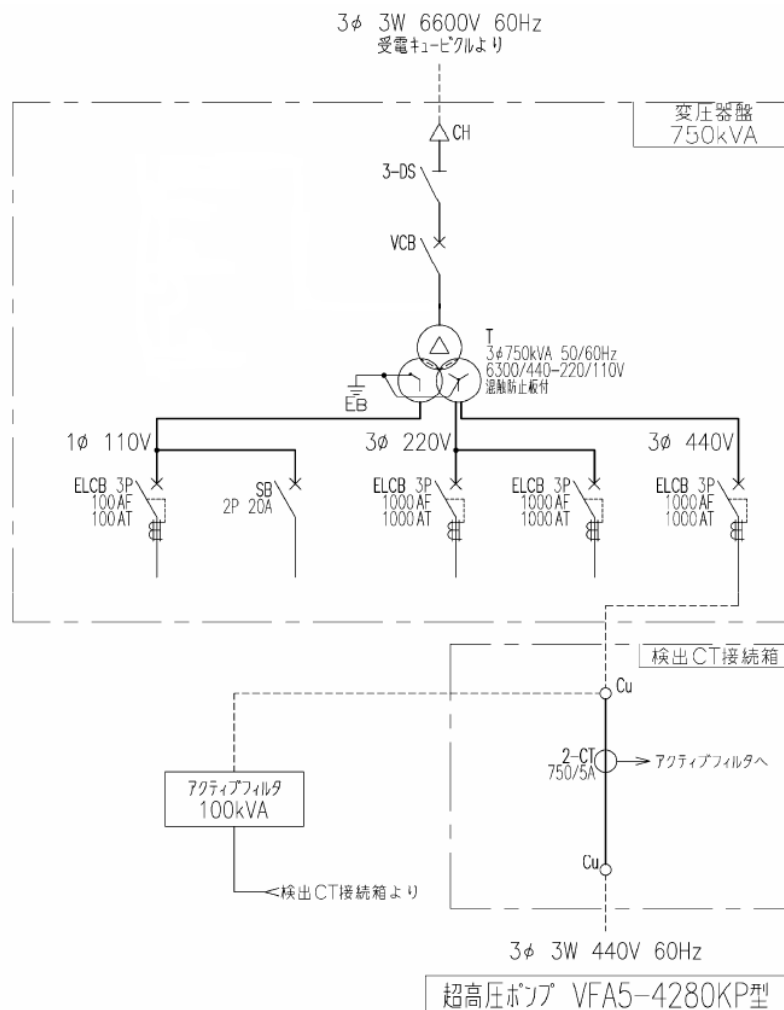 3φ 3W 6600V 60Hz
受電キュービクルより
変圧器盤
750kVA
CH
3-DS
VCB
T
3φ750kVA 50/60Hz
6300/440-220/110V
混触防止板付
EB
1φ 110V
3φ 220V
3φ 440V
ELCB 3P
100AF
100AT
SB
2P 20A
ELCB 3P
1000AF
1000AT
ELCB 3P
1000AF
1000AT
ELCB 3P
1000AF
1000AT
検出CT接続箱
Cu
2-CT
750/5A
アクティブフィルタへ
アクティブフィルタ
100kVA
検出CT接続箱より
Cu
3φ 3W 440V 60Hz
超高圧ポンプ VFA5-4280KP型